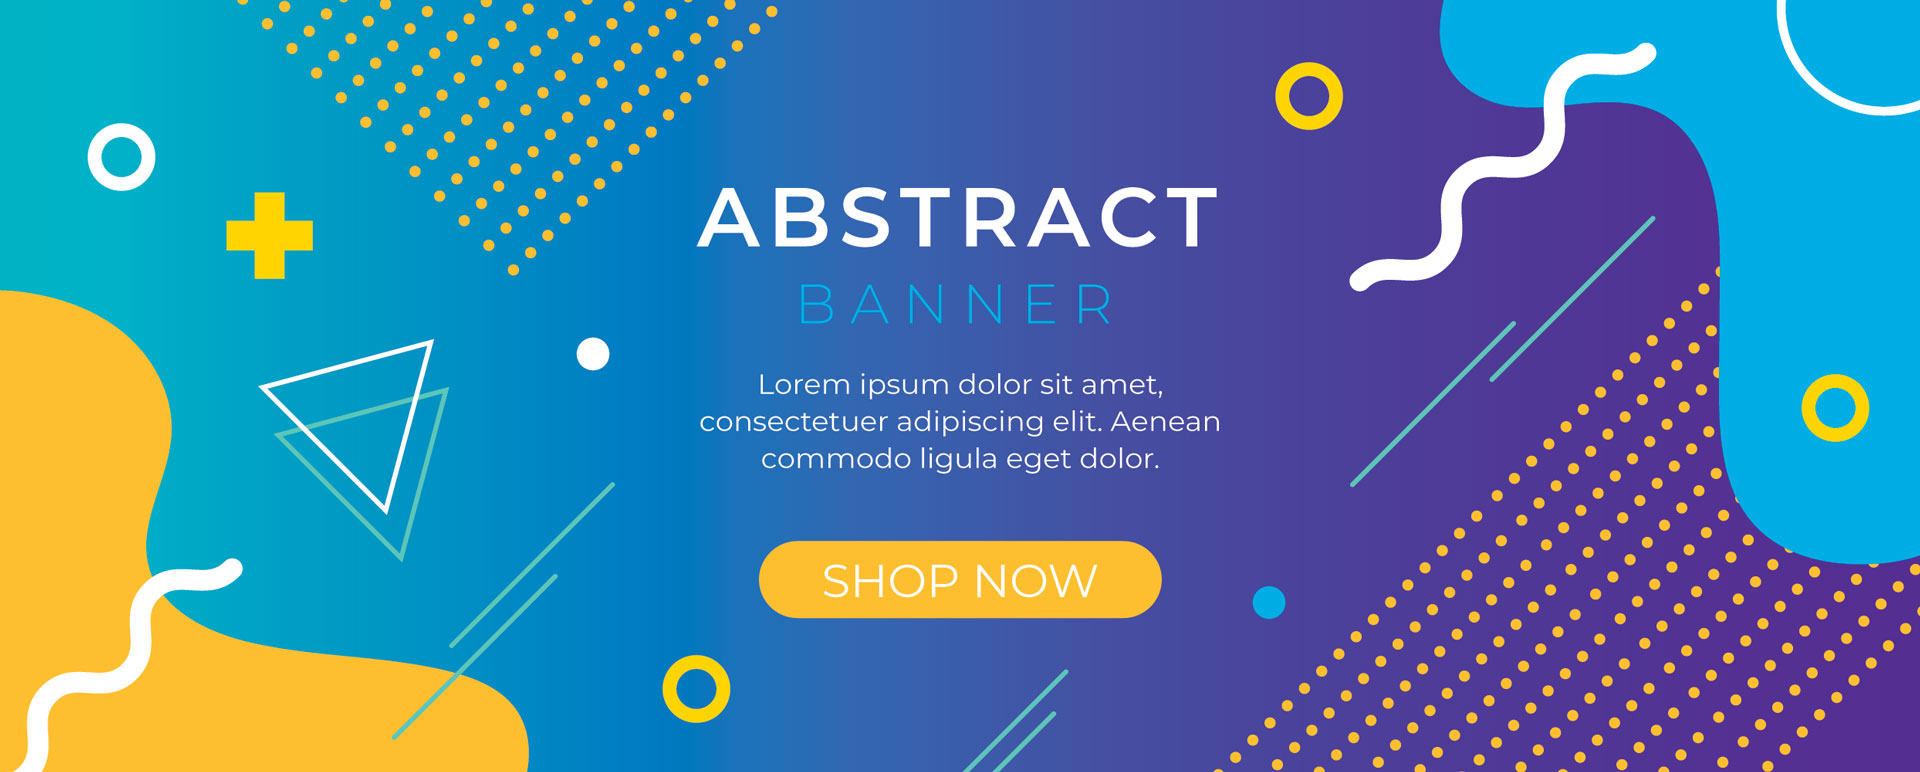 ABSTRACT
BANNER
Lorem ipsum dolor sit amet,
consectetuer adipiscing elit. Aenean
commodo ligula eget dolor.
SHOP NOW